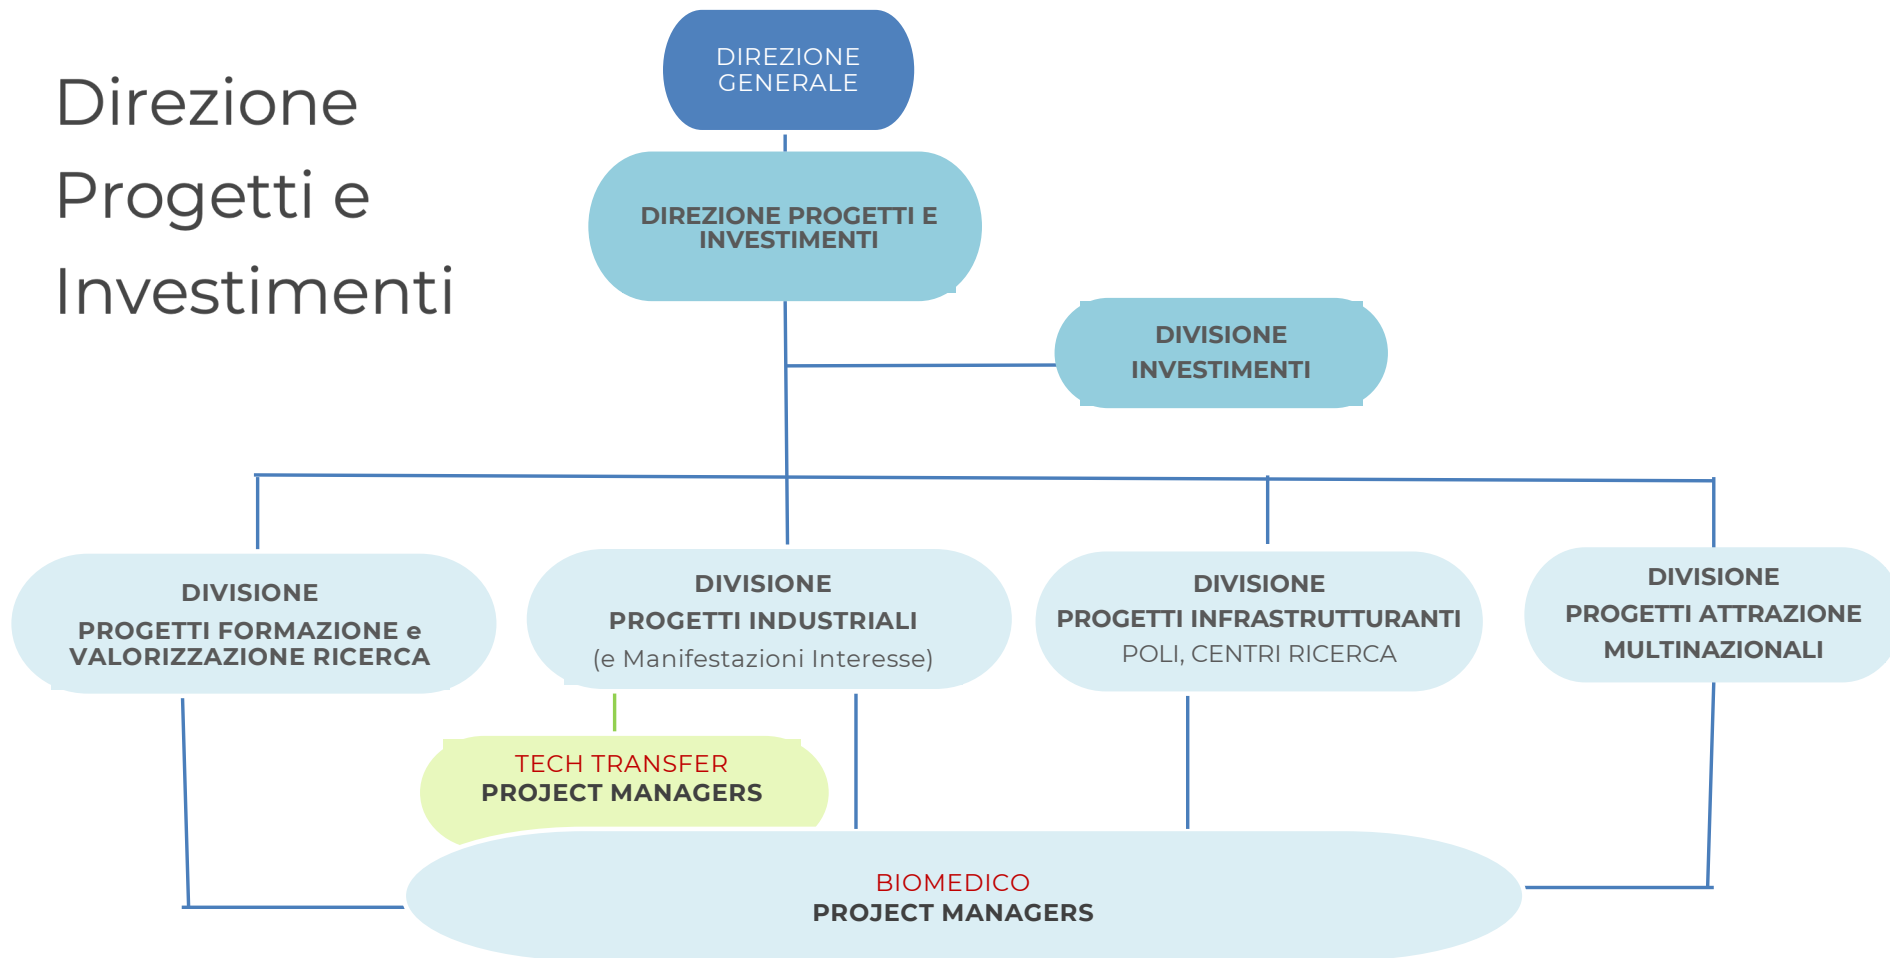 Direzione
Progetti e
Investimenti
DIREZIONE
GENERALE
DIREZIONE PROGETTI E
INVESTIMENTI
DIVISIONE
INVESTIMENTI
DIVISIONE
PROGETTI FORMAZIONE e
VALORIZZAZIONE RICERCA
DIVISIONE
PROGETTI INDUSTRIALI
(e Manifestazioni Interesse)
DIVISIONE
PROGETTI INFRASTRUTTURANTI
POLI, CENTRI RICERCA
DIVISIONE
PROGETTI ATTRAZIONE
MULTINAZIONALI
TECH TRANSFER
PROJECT MANAGERS
BIOMEDICO
PROJECT MANAGERS